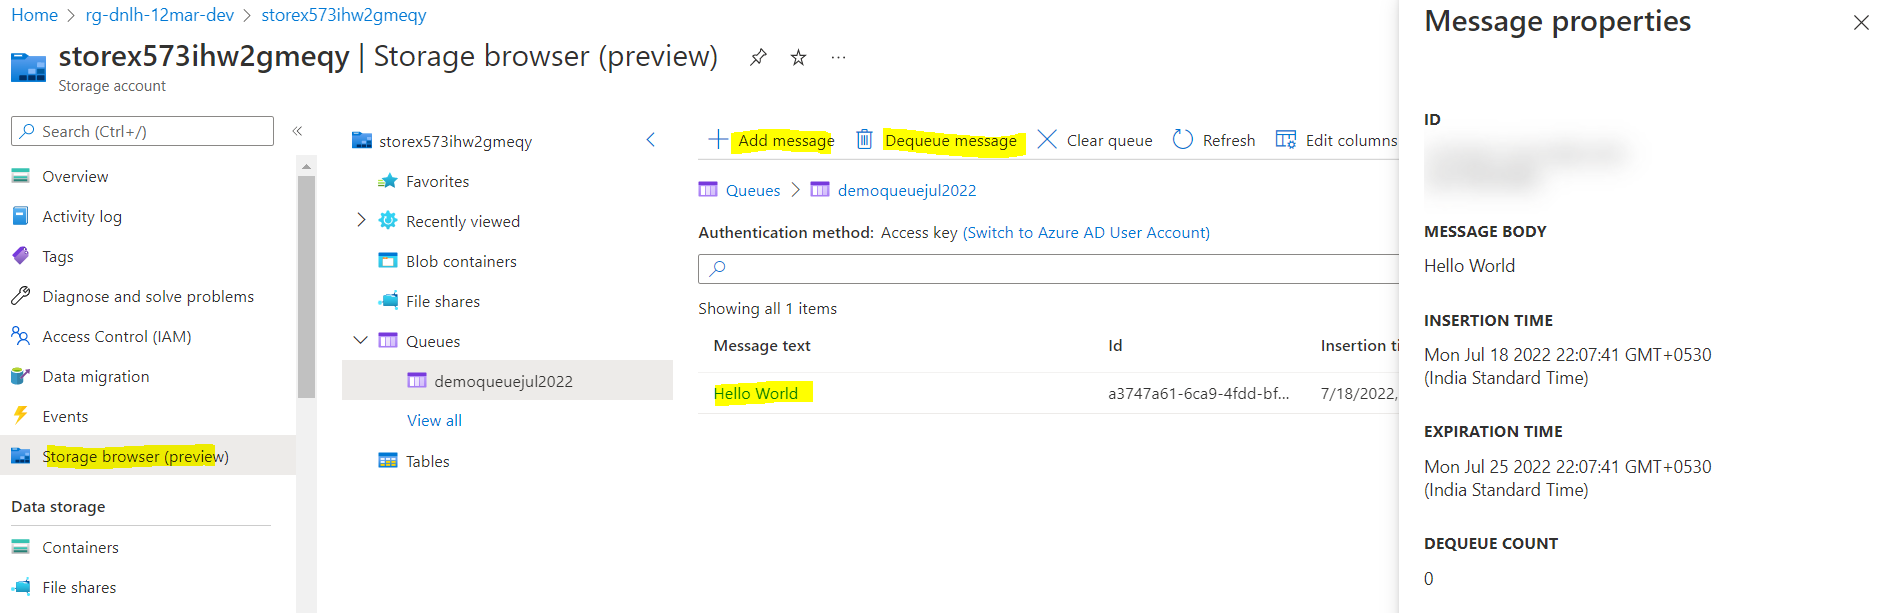 Home > rg-dnlh-12mar-dev > storex573ihw2gmeqy
storex573ihw2gmeqy | Storage browser (preview) ...
Storage account
Search (Ctrl+/)
«
Overview
Activity log
Tags
Diagnose and solve problems
Access Control (IAM)
Data migration
Events
Storage browser (preview)
Data storage
Containers
File shares
storex573ihw2gmeqy
Favorites
Recently viewed
Blob containers
File shares
Queues
demoqueuejul2022
View all
Tables
Add message Dequeue message Clear queue Refresh Edit columns
Queues > demoqueuejul2022
Authentication method: Access key (Switch to Azure AD User Account)
Showing all 1 items
Message text Id Insertion ti
Hello World a3747a61-6ca9-4fdd-bf... 7/18/2022,
Message properties
ID
MESSAGE BODY
Hello World
INSERTION TIME
Mon Jul 18 2022 22:07:41 GMT+0530
(India Standard Time)
EXPIRATION TIME
Mon Jul 25 2022 22:07:41 GMT+0530
(India Standard Time)
DEQUEUE COUNT
0